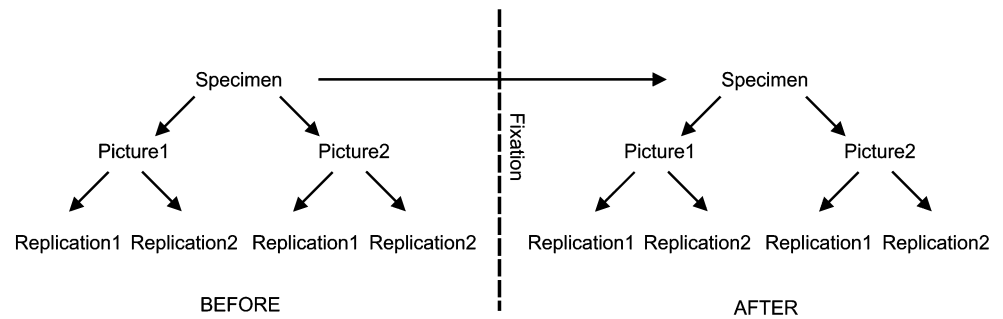 Specimen
Specimen
Fixation
Picture1
Picture2
Picture1
Picture2
Replication1 Replication2 Replication1 Replication2
Replication1 Replication2 Replication1 Replication2
BEFORE
AFTER